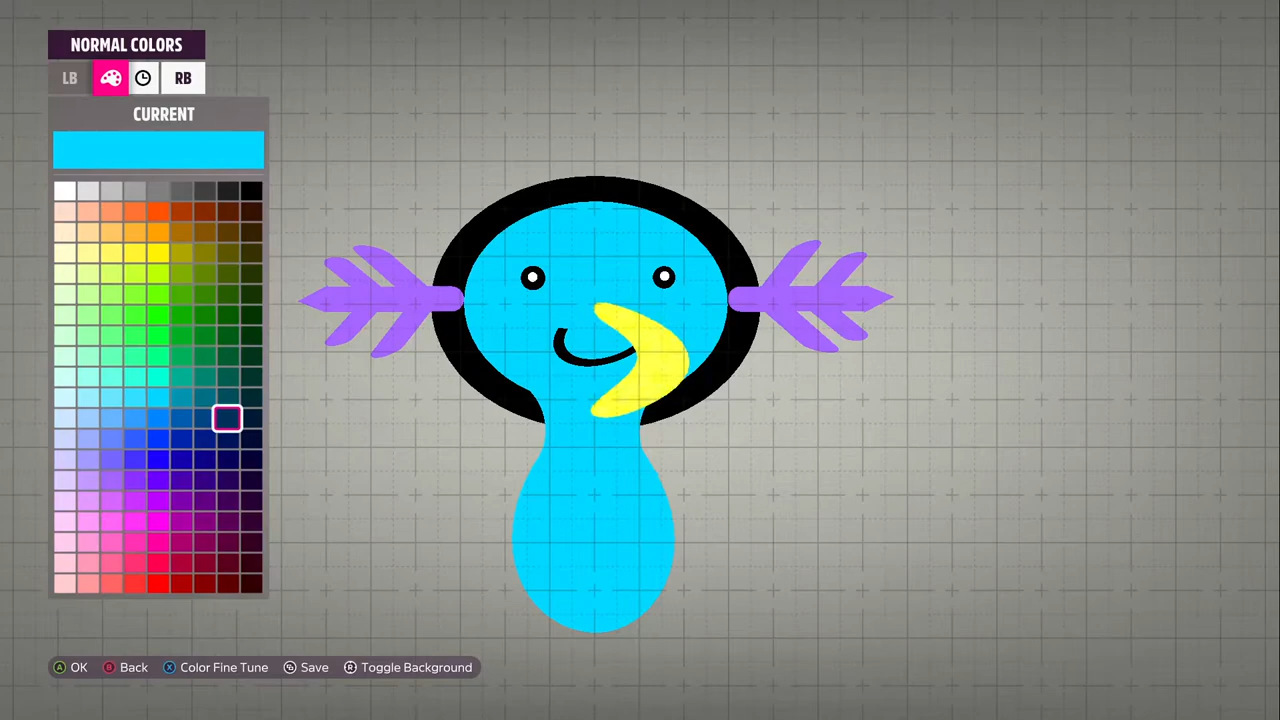 NORMAL COLORS
LB RB
CURRENT
A OK B Back X Color Fine Tune Save R Toggle Background